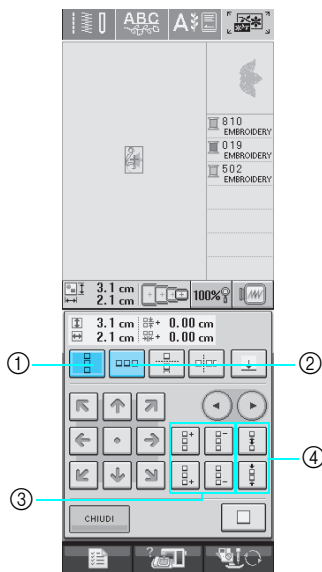 ABC
A
810
EMBROIDERY
019
EMBROIDERY
502
EMBROIDERY
3.1 cm
2.1 cm
100%
3.1 cm + 0.00 cm
2.1 cm + 0.00 cm
① ②
③ ④
CHIUDI
?